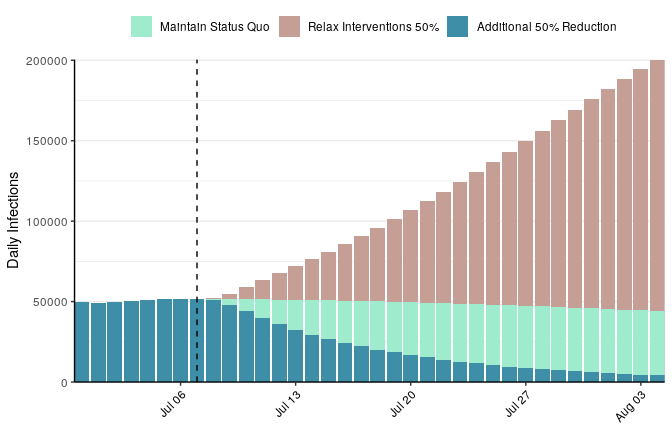 Maintain Status Quo Relax Interventions 50% Additional 50% Reduction
200000
150000
100000
50000
0
Daily Infections
Jul 06 Jul 13 Jul 20 Jul 27 Aug 03